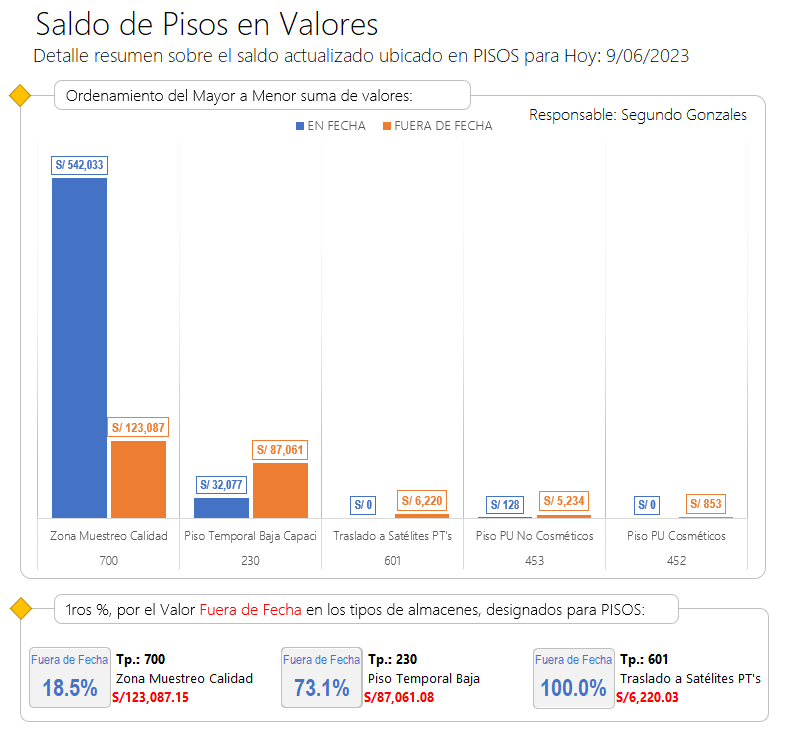 Saldo de Pisos en Valores
Detalle resumen sobre el saldo actualizado ubicado en PISOS para Hoy: 9/06/2023
Ordenamiento del Mayor a Menor suma de valores:
Responsable: Segundo Gonzales
EN FECHA FUERA DE FECHA
S/ 542,033
S/ 123,087
S/ 32,077
S/ 87,061
S/ 0
S/ 6,220
S/ 128
S/ 5,234
S/ 0
S/ 853
Zona Muestreo Calidad Piso Temporal Baja Capaci Traslado a Satélites PT's Piso PU No Cosméticos Piso PU Cosméticos
700 230 601 453 452
1ros %, por el Valor Fuera de Fecha en los tipos de almacenes, designados para PISOS:
Fuera de Fecha
18.5%
Tp.: 700
Zona Muestreo Calidad
S/123,087.15
Fuera de Fecha
73.1%
Tp.: 230
Piso Temporal Baja
S/87,061.08
Fuera de Fecha
100.0%
Tp.: 601
Traslado a Satélites PT's
S/6,220.03